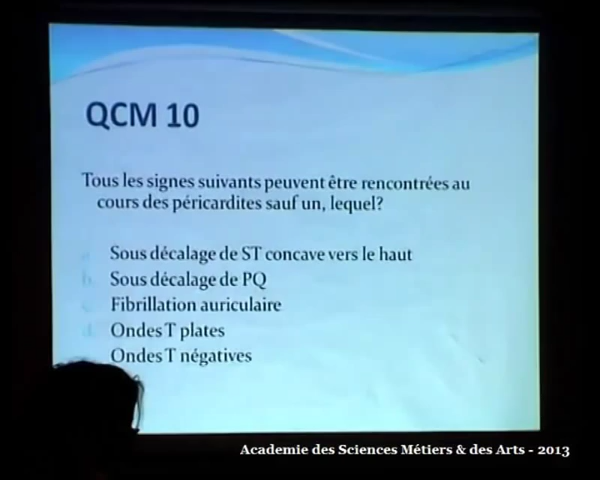 QCM 10
Tous les signes suivants peuvent être rencontrées au
cours des péricardites sauf un, lequel?
a. Sous décalage de ST concave vers le haut
b. Sous décalage de PQ
c. Fibrillation auriculaire
d. Ondes T plates
Ondes T négatives
Academie des Sciences Métiers & des Arts - 2013